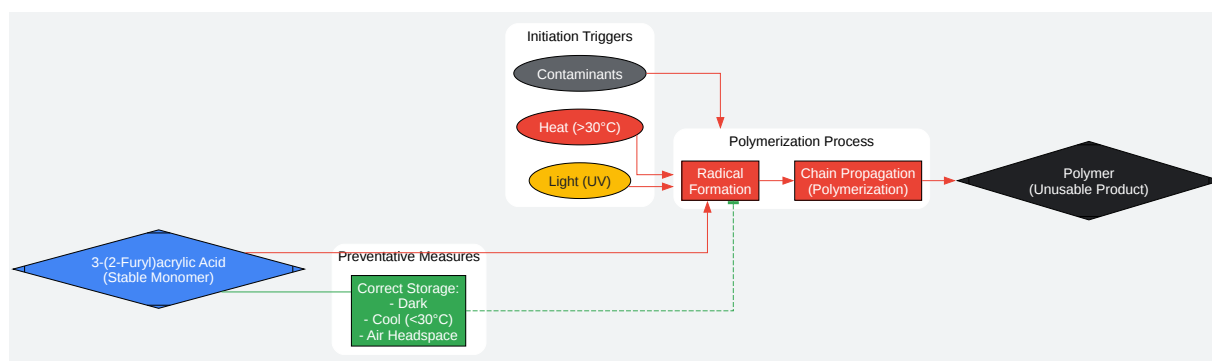 Initiation Triggers
Contaminants
Heat (>30°C)
Light (UV)
Polymerization Process
Radical
Formation
Chain Propagation
(Polymerization)
Polymer
(Unusable Product)
3-(2-Furyl)acrylic Acid
(Stable Monomer)
Preventative Measures
Correct Storage:
- Dark
- Cool (<30°C)
- Air Headspace